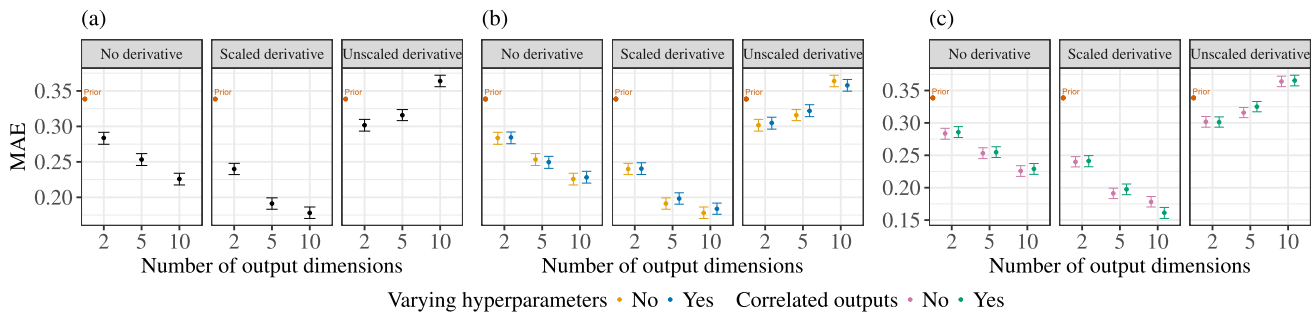 (a)
(b)
(c)
No derivative
Scaled derivative
Unscaled derivative
No derivative
Scaled derivative
Unscaled derivative
No derivative
Scaled derivative
Unscaled derivative
MAE
0.35
0.30
0.25
0.20
Prior
Prior
Prior
Prior
Prior
Prior
0.35
0.30
0.25
0.20
0.15
Prior
Prior
Prior
2 5 10
2 5 10
2 5 10
2 5 10
2 5 10
2 5 10
2 5 10
2 5 10
2 5 10
Number of output dimensions
Number of output dimensions
Number of output dimensions
Varying hyperparameters No Yes
Correlated outputs No Yes